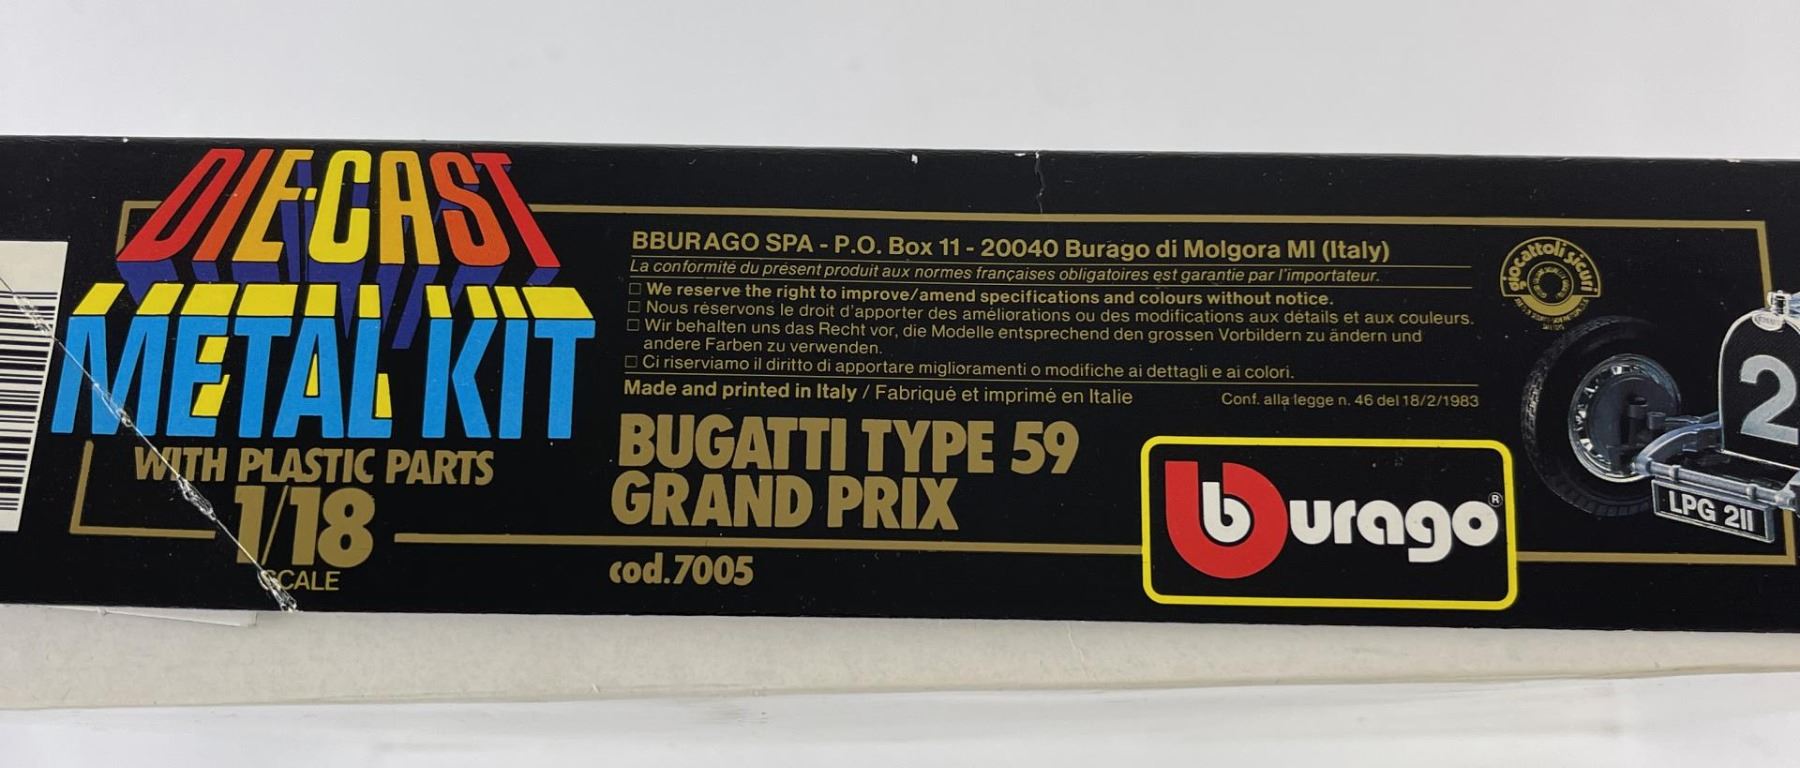 DIE-CAST
METAL KIT
WITH PLASTIC PARTS
1/18
SCALE
BBURAGO SPA - P.O. Box 11 - 20040 Burago di Molgora MI (Italy)
La conformité du présent produit aux normes françaises obligatoires est garantie par l'importateur.
□ We reserve the right to improve/amend specifications and colours without notice.
□ Nous réservons le droit d'apporter des améliorations ou des modifications aux détails et aux couleurs.
□ Wir behalten uns das Recht vor, die Modelle entsprechend den grossen Vorbildern zu ändern und
andere Farben zu verwenden.
□ Ci riserviamo il diritto di apportare miglioramenti o modifiche ai dettagli e ai colori.
Made and printed in Italy / Fabriqué et imprimé en Italie
Conf. alla legge n. 46 del 18/2/1983
BUGATTI TYPE 59
GRAND PRIX
cod.7005
burago®
giocattoli sicuri
2
LPG 211